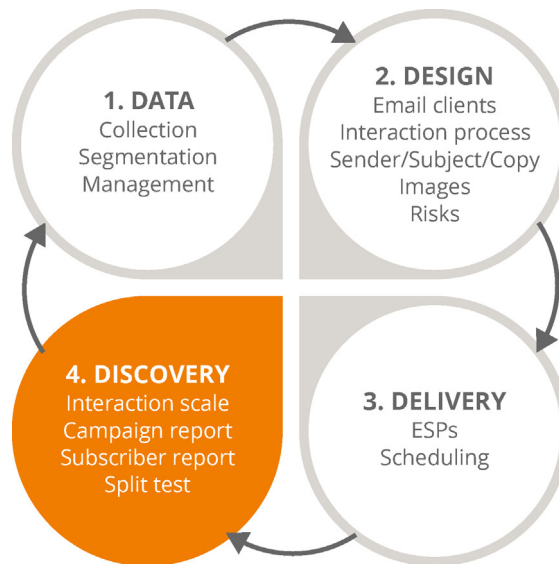 1. DATA
Collection
Segmentation
Management
2. DESIGN
Email clients
Interaction process
Sender/Subject/Copy
Images
Risks
3. DELIVERY
ESPs
Scheduling
4. DISCOVERY
Interaction scale
Campaign report
Subscriber report
Split test